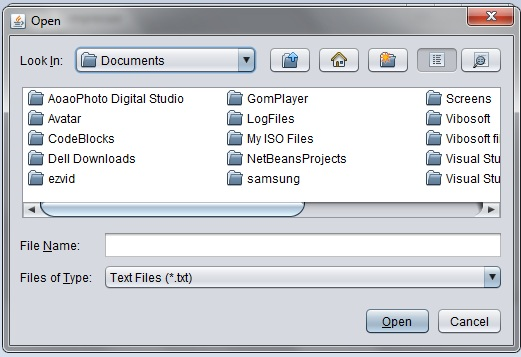 Open
Look In: Documents
AoaoPhoto Digital Studio GomPlayer Screens
Avatar LogFiles Vibosoft
CodeBlocks My ISO Files Vibosoft fi
Dell Downloads NetBeansProjects Visual Stu
ezvid samsung Visual Stu
File Name:
Files of Type: Text Files (*.txt)
Open Cancel